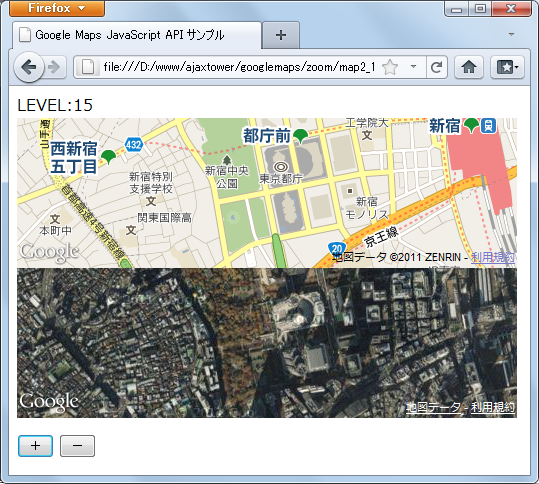 Firefox
Google Maps JavaScript API サンプル
file:///D:/www/ajaxtower/googlemaps/zoom/map2_1
LEVEL:15
工学院大
新宿
山手通
432
都庁前
西新宿
五丁目
新宿中央
公園
東京都庁
新宿特別
支援学校
新宿
モノリス
首都高速4号新宿線
関東国際高
本町中
京王線
20
Google
地図データ ©2011 ZENRIN - 利用規約
Google
地図データ - 利用規約
+
−